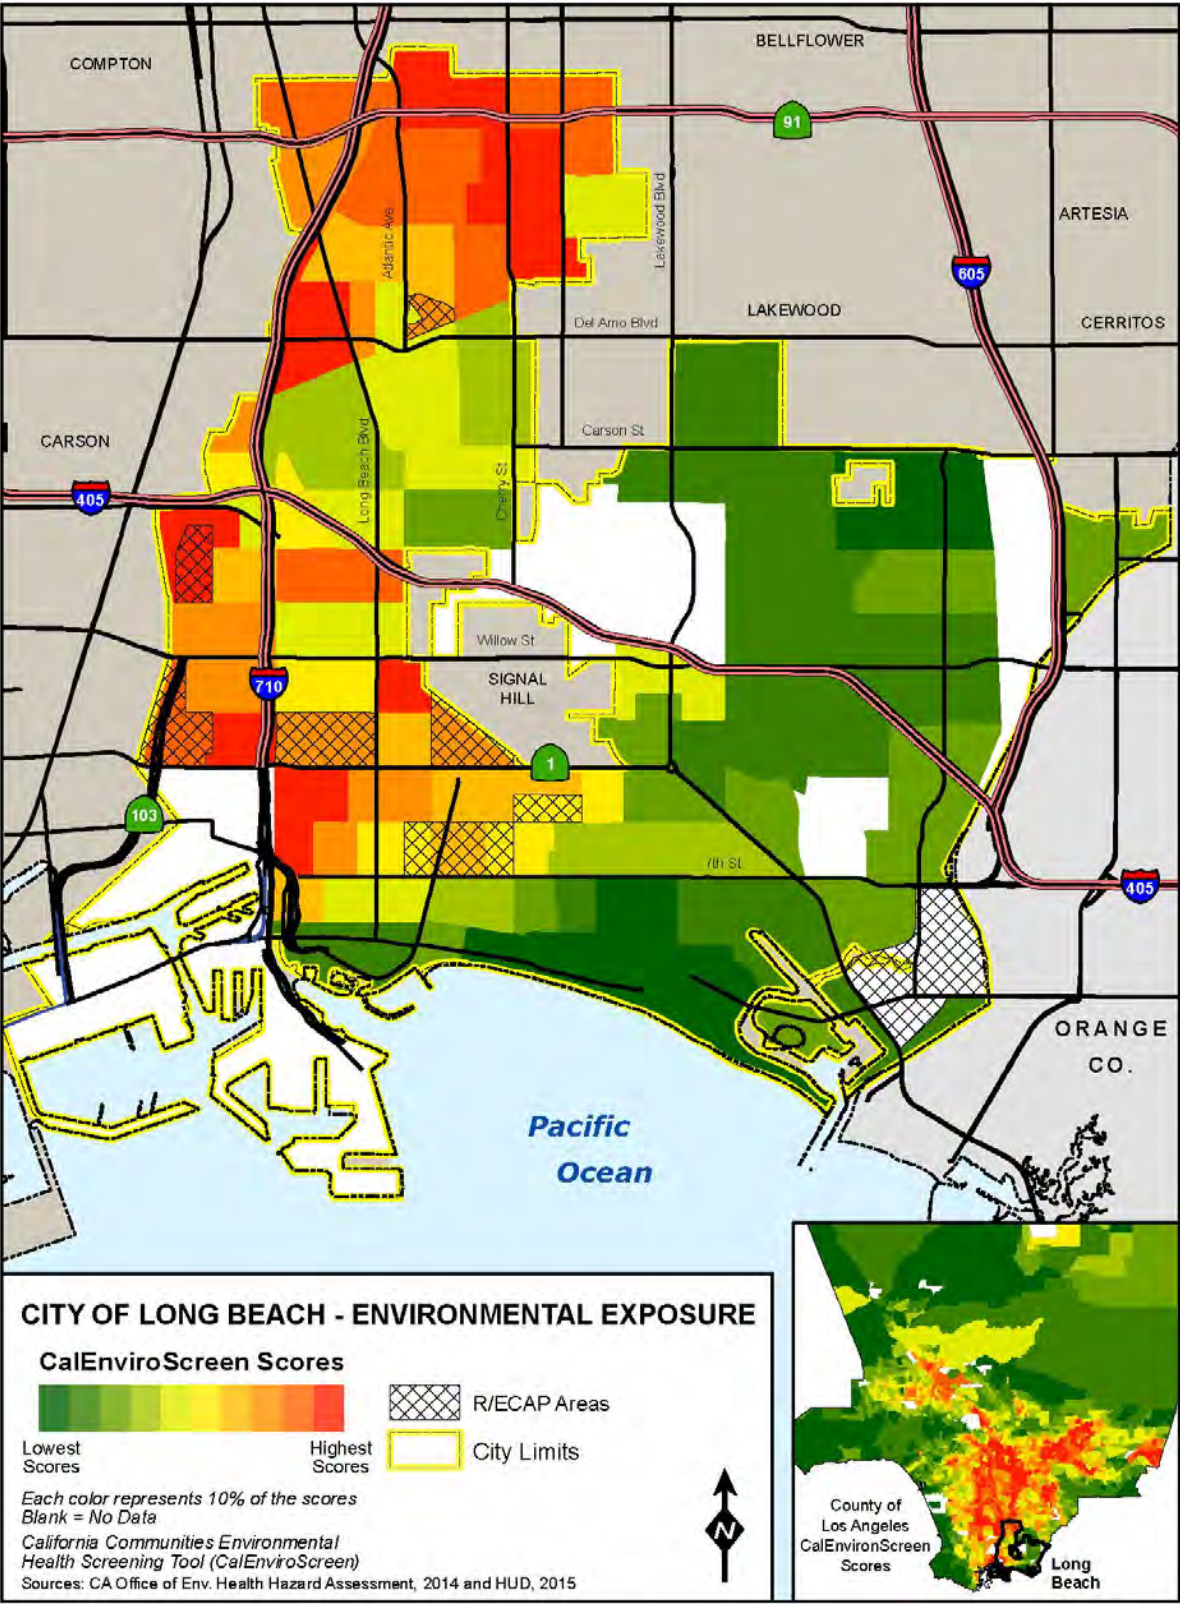 COMPTON
BELLFLOWER
91
ARTESIA
Atlantic Ave
Lakewood Blvd
605
LAKEWOOD
CERRITOS
Del Amo Blvd
CARSON
Carson St
Long Beach Blvd
Cherry St
405
Willow St
SIGNAL
HILL
710
1
103
7th St
405
ORANGE
CO.
Pacific
Ocean
CITY OF LONG BEACH - ENVIRONMENTAL EXPOSURE
CalEnviroScreen Scores
Lowest
Scores
Highest
Scores
R/ECAP Areas
City Limits
Each color represents 10% of the scores
Blank = No Data
California Communities Environmental
Health Screening Tool (CalEnviroScreen)
Sources: CA Office of Env. Health Hazard Assessment, 2014 and HUD, 2015
N
County of
Los Angeles
CalEnvironScreen
Scores
Long
Beach